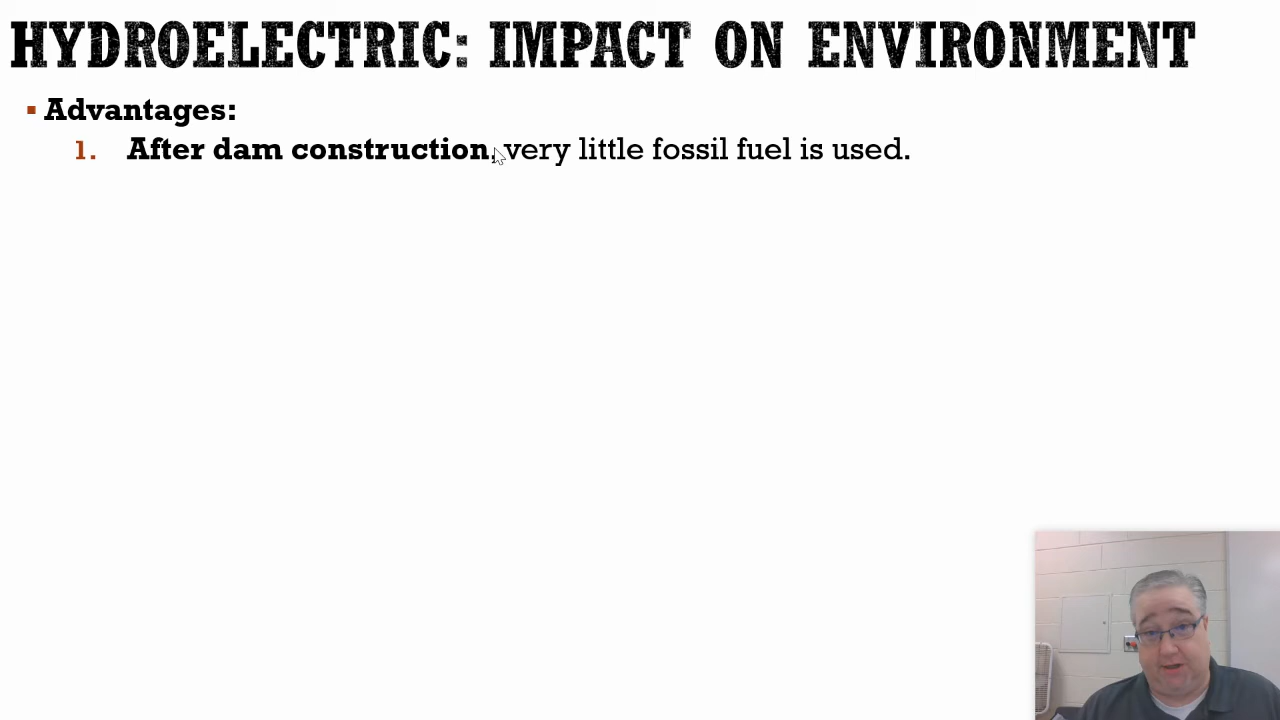 HYDROELECTRIC: IMPACT ON ENVIRONMENT
▪ Advantages:
1. After dam construction, very little fossil fuel is used.